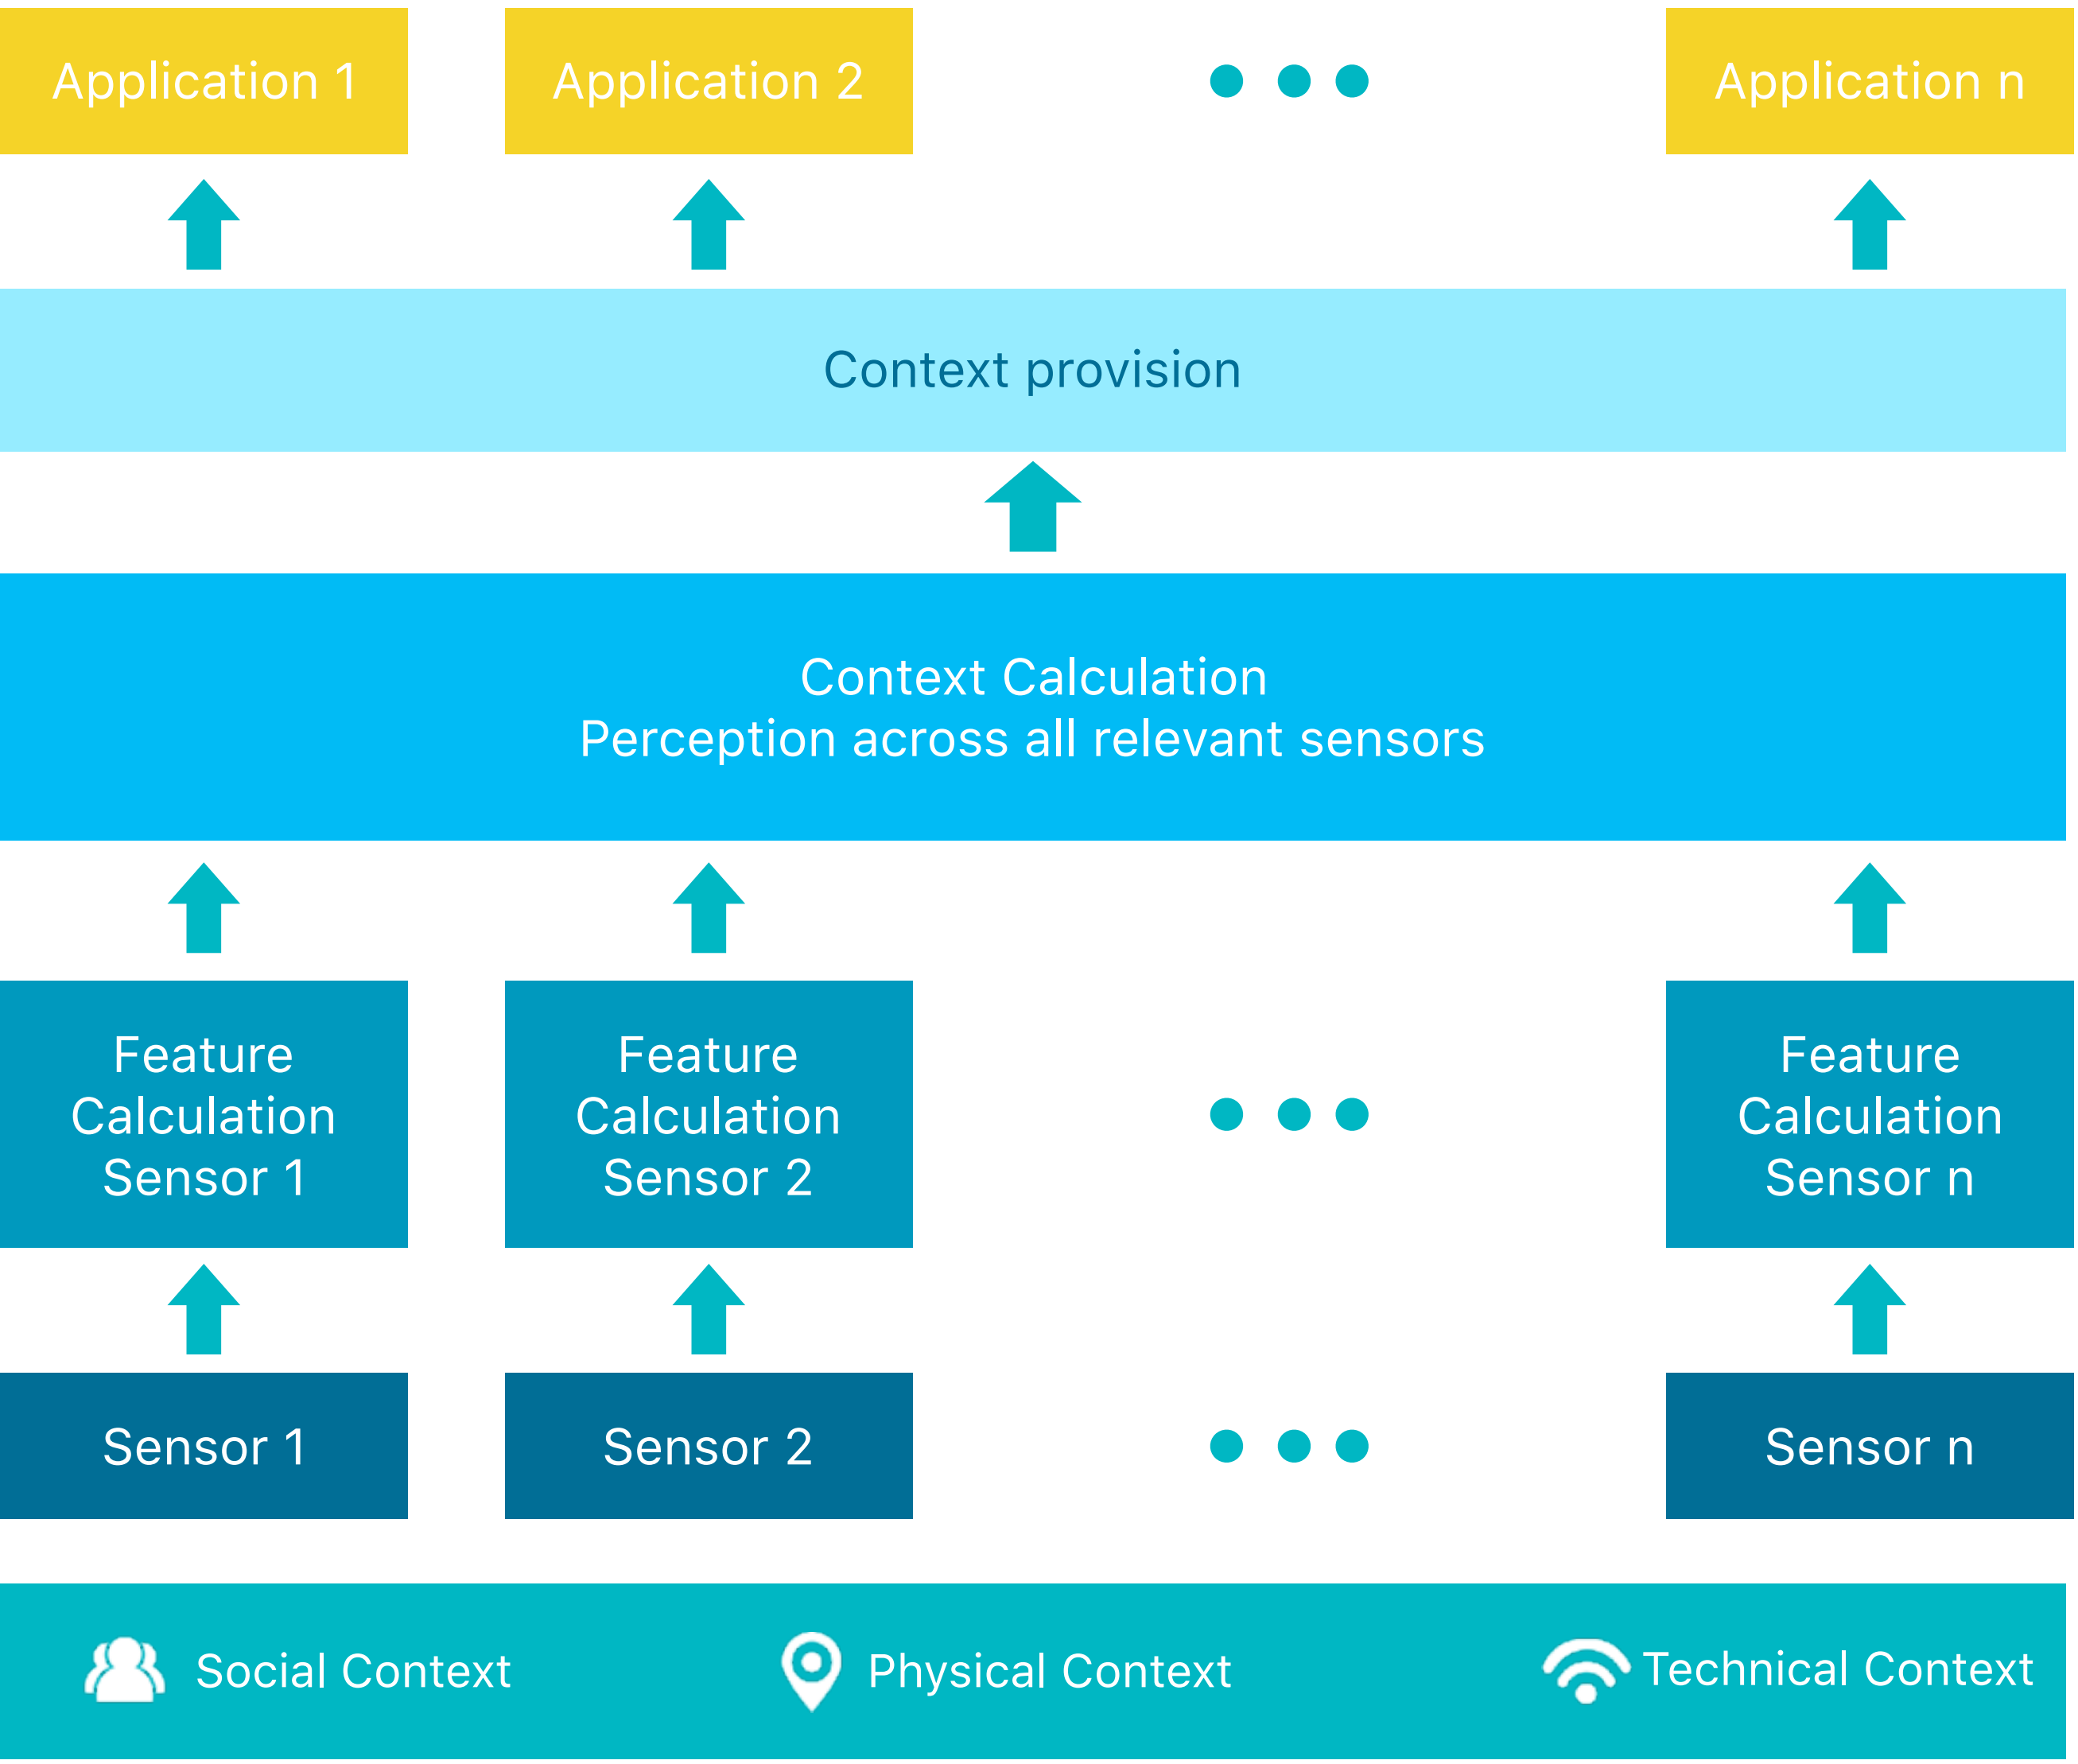 Application 1
Application 2
Application n
Context provision
Context Calculation
Perception across all relevant sensors
Feature
Calculation
Sensor 1
Feature
Calculation
Sensor 2
Feature
Calculation
Sensor n
Sensor 1
Sensor 2
Sensor n
Social Context
Physical Context
Technical Context